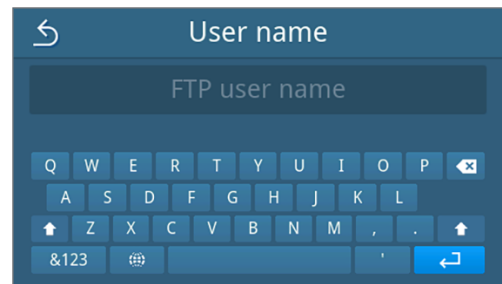 User name
FTP user name
Q W E R T Y U I O P
A S D F G H J K L
Z X C V B N M , .
&123 '